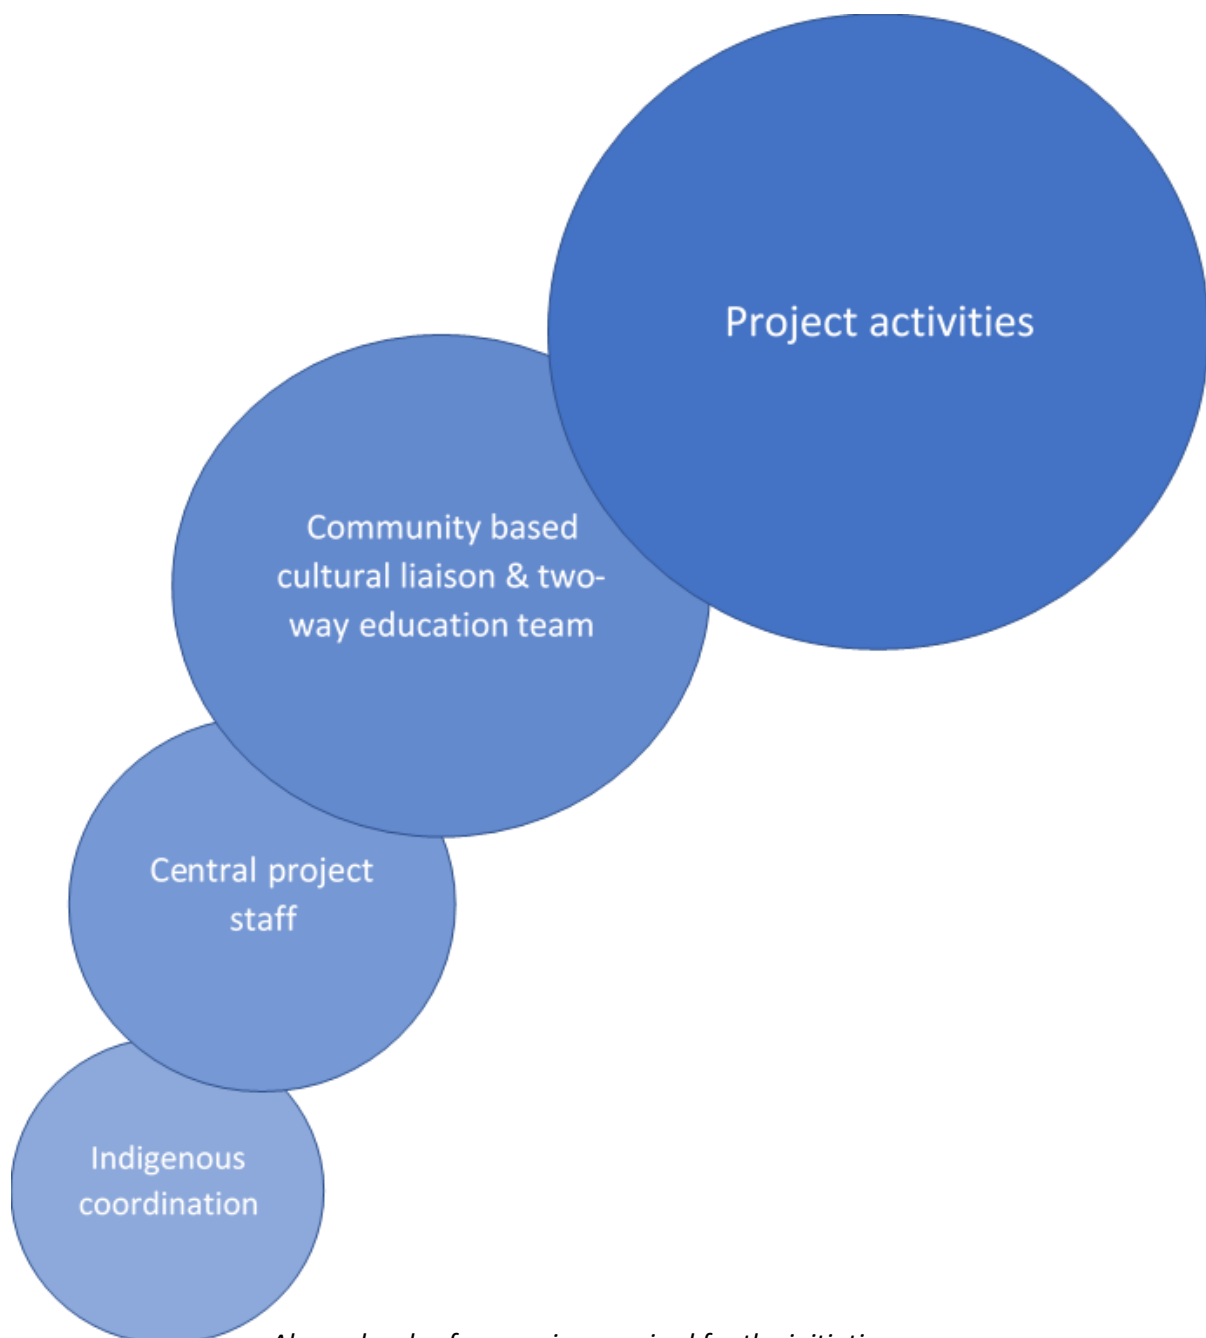 Project activities
Community based
cultural liaison & two-
way education team
Central project
staff
Indigenous
coordination